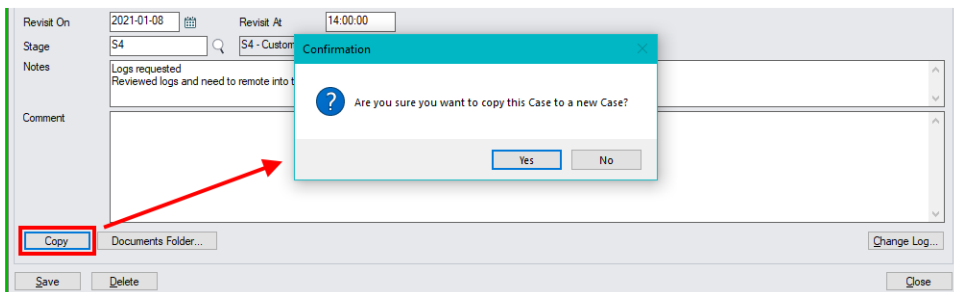 Revisit On 2021-01-08 Revisit At 14:00:00
Stage S4 S4 - Custom
Confirmation
Notes Logs requested
Reviewed logs and need to remote into t
Are you sure you want to copy this Case to a new Case?
Comment
Yes No
Copy Documents Folder... Change Log...
Save Delete Close